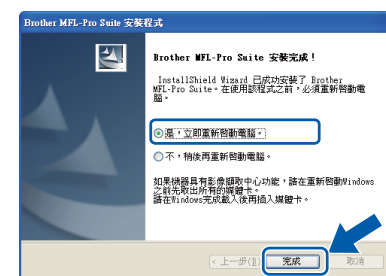 Brother MFL-Pro Suite 安裝程式
Brother MFL-Pro Suite 安裝完成！
InstallShield Wizard 已成功安裝了 Brother
MFL-Pro Suite。在使用該程式之前，必須重新啓動電
腦。
是，立即重新啓動電腦。
不，稍後再重新啓動電腦。
如果機器具有影像擷取中心功能，請在重新啓動Windows
之前先取出所有的媒體卡。
請在Windows完成載入後再插入媒體卡。
< 上一步(B)
完成
取消